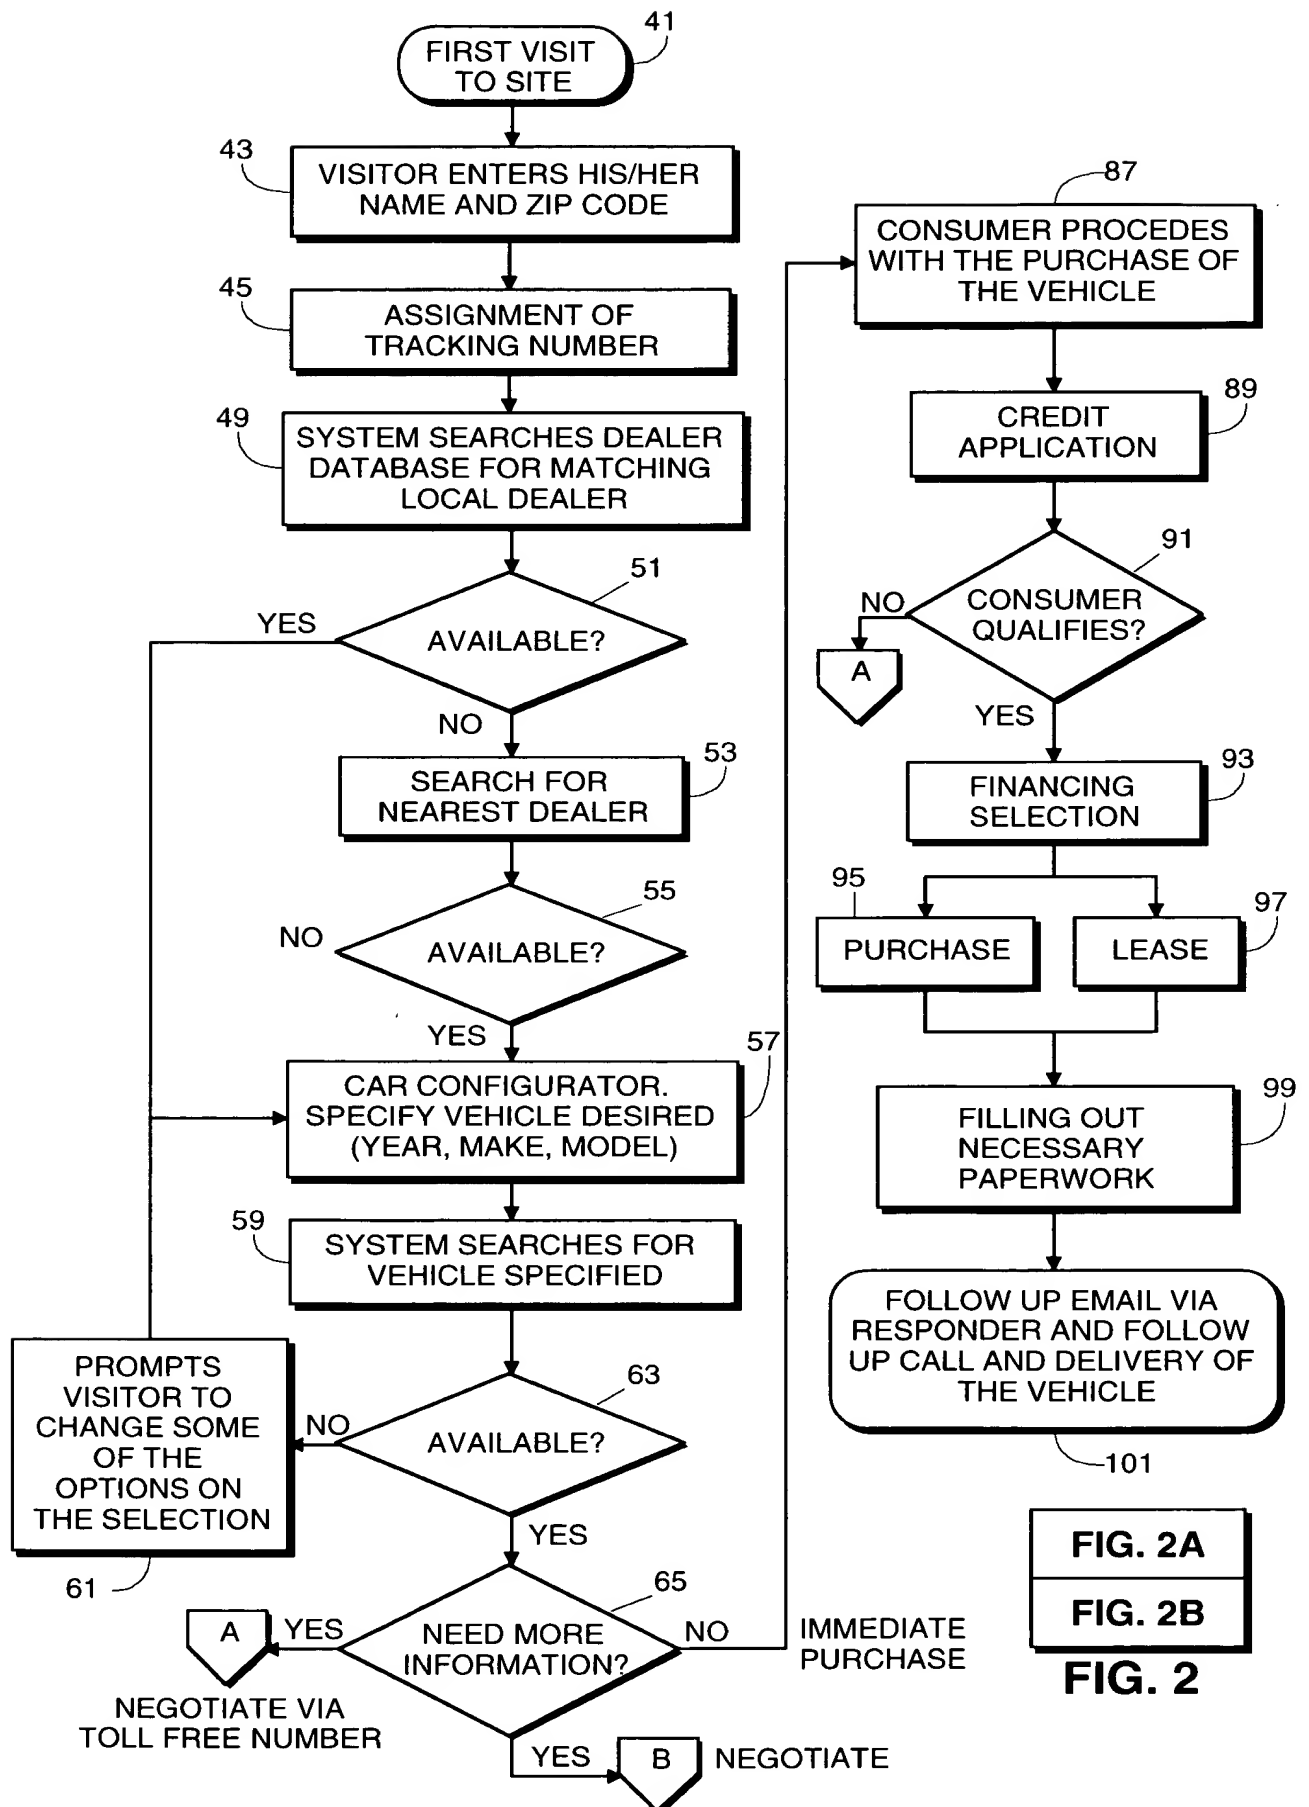 41
FIRST VISIT
TO SITE
43
VISITOR ENTERS HIS/HER
NAME AND ZIP CODE
45
ASSIGNMENT OF
TRACKING NUMBER
49
SYSTEM SEARCHES DEALER
DATABASE FOR MATCHING
LOCAL DEALER
51
YES
AVAILABLE?
NO
53
SEARCH FOR
NEAREST DEALER
55
NO
AVAILABLE?
YES
57
CAR CONFIGURATOR.
SPECIFY VEHICLE DESIRED
(YEAR, MAKE, MODEL)
59
SYSTEM SEARCHES FOR
VEHICLE SPECIFIED
PROMPTS
VISITOR TO
CHANGE SOME
OF THE
OPTIONS ON
THE SELECTION
61
63
NO
AVAILABLE?
YES
65
A
YES
NEED MORE
INFORMATION?
NO
IMMEDIATE
PURCHASE
NEGOTIATE VIA
TOLL FREE NUMBER
YES
B
NEGOTIATE
87
CONSUMER PROCEDES
WITH THE PURCHASE OF
THE VEHICLE
89
CREDIT
APPLICATION
91
NO
CONSUMER
QUALIFIES?
A
YES
93
FINANCING
SELECTION
95
PURCHASE
97
LEASE
99
FILLING OUT
NECESSARY
PAPERWORK
FOLLOW UP EMAIL VIA
RESPONDER AND FOLLOW
UP CALL AND DELIVERY OF
THE VEHICLE
101
FIG. 2A
FIG. 2B
FIG. 2